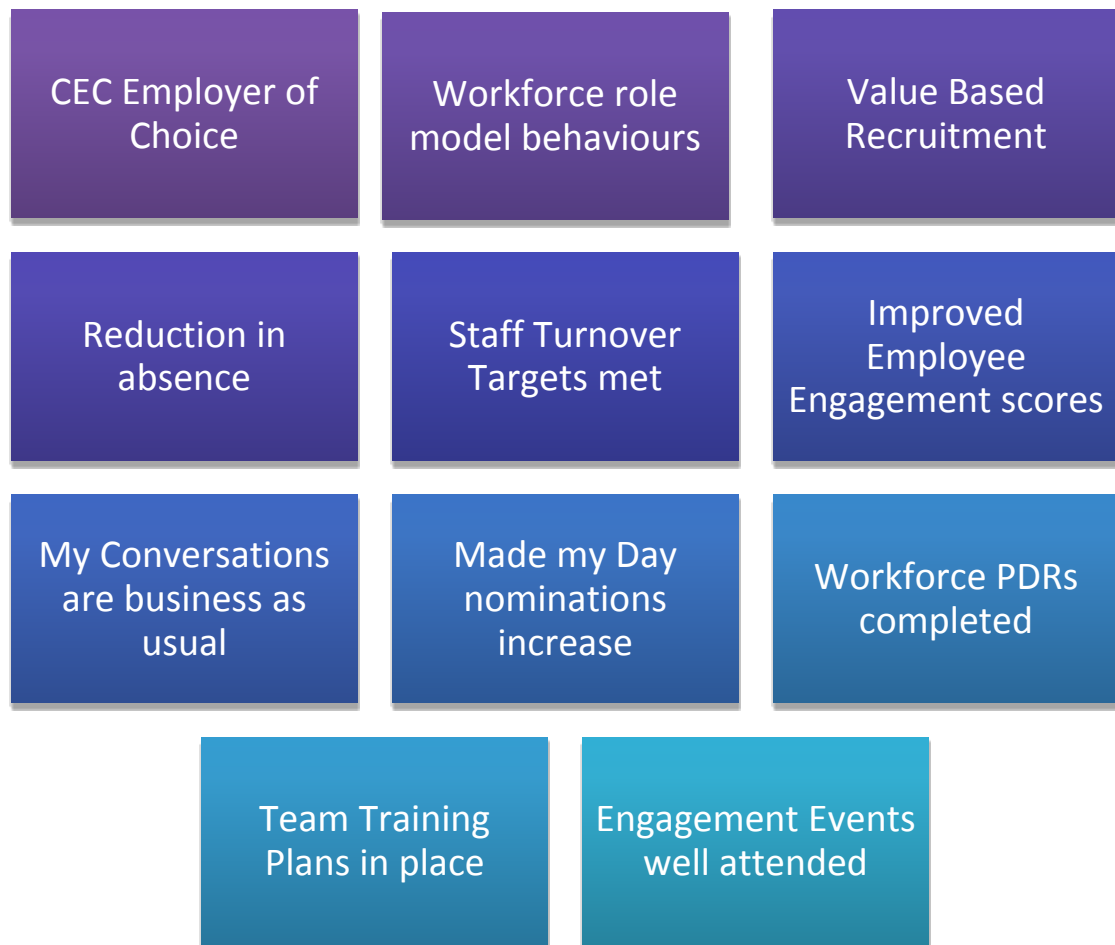 CEC Employer of
Choice
Workforce role
model behaviours
Value Based
Recruitment
Reduction in
absence
Staff Turnover
Targets met
Improved
Employee
Engagement scores
My Conversations
are business as
usual
Made my Day
nominations
increase
Workforce PDRs
completed
Team Training
Plans in place
Engagement Events
well attended